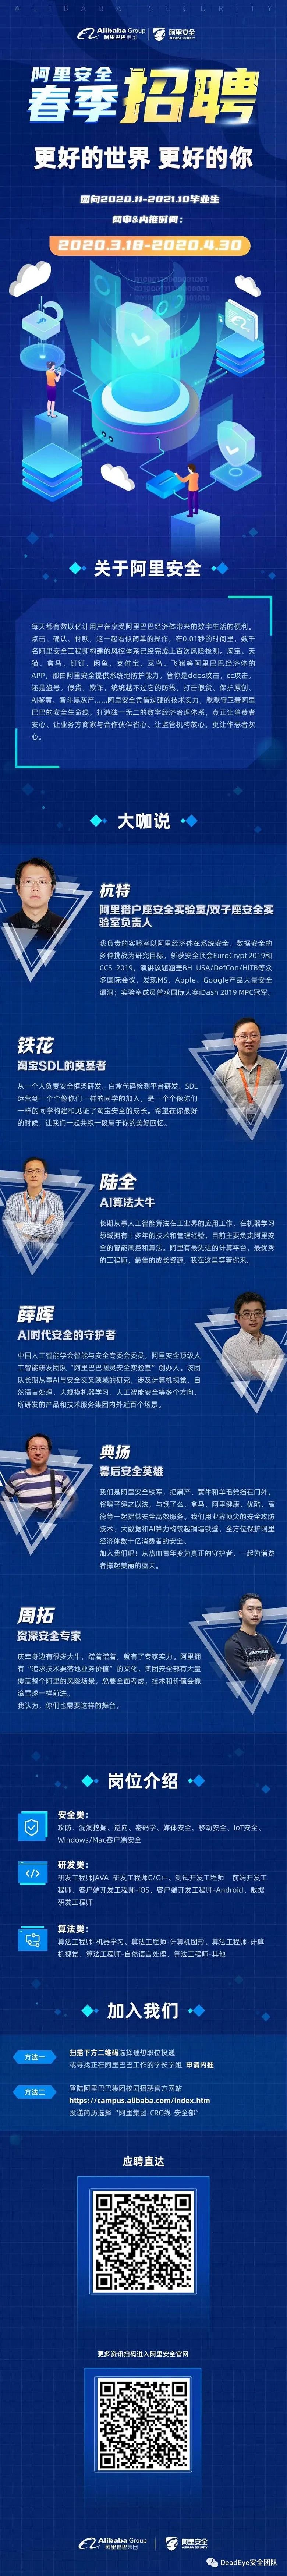 ALIBABA SECURITY
Alibaba Group
阿里巴巴集团
阿里安全
ALIBABA SECURITY
阿里安全
春季招聘
更好的世界 更好的你
面向2020.11-2021.10毕业生
网申&内推时间：
2020.3.18-2020.4.30
关于阿里安全
每天都有数以亿计用户在享受阿里巴巴经济体带来的数字生活的便利。
点击、确认、付款，这一起看似简单的操作，在0.01秒的时间里，数千
名阿里安全工程师构建的风控体系已经完成上百次风险检测。淘宝、天
猫、盒马、钉钉、闲鱼、支付宝、菜鸟、飞猪等阿里巴巴经济体的
APP，都由阿里安全提供系统地防护能力，管你是ddos攻击，cc攻击，
还是盗号，假货，欺诈，统统越不过它的防线，打击假货、保护原创、
AI鉴黄，智斗黑灰产……阿里安全凭借过硬的技术实力，默默守卫着阿里
巴巴的安全生命线，打造独一无二的数字经济治理体系，真正让消费者
安心、让业务方商家与合作伙伴省心、让监管机构放心，更让作恶者灰
心。
大咖说
杭特
阿里猎户座安全实验室/双子座安全实
验室负责人
我负责的实验室以阿里经济体在系统安全、数据安全的
多种挑战为研究目标，斩获安全顶会EuroCrypt 2019和
CCS 2019，演讲议题涵盖BH USA/DefCon/HITB等众
多国际会议，发现MS、Apple、Google产品大量安全
漏洞；实验室成员曾获国际大赛iDash 2019 MPC冠军。
铁花
淘宝SDL的奠基者
从一个人负责安全框架研发、白盒代码检测平台研发、SDL
运营到一个个像你们一样的同学的加入，是一个个像你们
一样的同学构建和见证了淘宝安全的成长。希望在你最好
的时候，让我们一起共织一段属于你的美好回忆。
陆全
AI算法大牛
长期从事人工智能算法在工业界的应用工作，在机器学习
领域拥有十多年的技术和管理经验，目前主要负责阿里安
全的智能风控和算法。阿里有最先进的计算平台，最优秀
的工程师，最佳的成长资源，我在这里等着你来。
薛晖
AI时代安全的守护者
中国人工智能学会智能与安全专委会委员，阿里安全顶级人
工智能研发团队“阿里巴巴图灵安全实验室”创办人。该团
队长期从事AI与安全交叉领域的研究，涉及计算机视觉、自
然语言处理、大规模机器学习、人工智能安全等多个方向，
所研发的产品和技术服务集团内外近百个场景。
典扬
幕后安全英雄
我们是阿里安全铁军，把黑产、黄牛和羊毛党挡在门外，
将骗子绳之以法，与饿了么、盒马、阿里健康、优酷、高
德等一起提供安全高效服务。我们用业界顶尖的安全攻防
技术、大数据和AI算力构筑起铜墙铁壁，全方位保护阿里
经济体数十亿消费者的安全。
加入我们吧！从热血青年变为真正的守护者，一起为消费
者撑起美丽的蓝天。
周拓
资深安全专家
庆幸身边有很多大牛，蹭着蹭着，就有了专家实力。阿里拥
有“追求技术要落地业务价值”的文化，集团安全部有大量
覆盖整个阿里的风险场景，总要全面考虑，技术和价值会像
滚雪球一样前进。
我认为，你们也需要这样的舞台。
岗位介绍
安全类：
攻防、漏洞挖掘、逆向、密码学、媒体安全、移动安全、IoT安全、
Windows/Mac客户端安全
研发类：
研发工程师JAVA 研发工程师C/C++、测试开发工程师 前端开发工
程师、客户端开发工程师-iOS、客户端开发工程师-Android、数据
研发工程师
算法类：
算法工程师-机器学习、算法工程师-计算机图形、算法工程师-计算
机视觉、算法工程师-自然语言处理，算法工程师-其他
加入我们
方法一
扫描下方二维码选择理想职位投递
或寻找正在阿里巴巴工作的学长学姐 申请内推
方法二
登陆阿里巴巴集团校园招聘官方网站
https://campus.alibaba.com/index.htm
投递简历选择“阿里集团-CRO线-安全部”
应聘直达
更多资讯扫码进入阿里安全官网
Alibaba Group
阿里巴巴集团
阿里安全
ALIBABA SECURITY
DeadEye安全团队